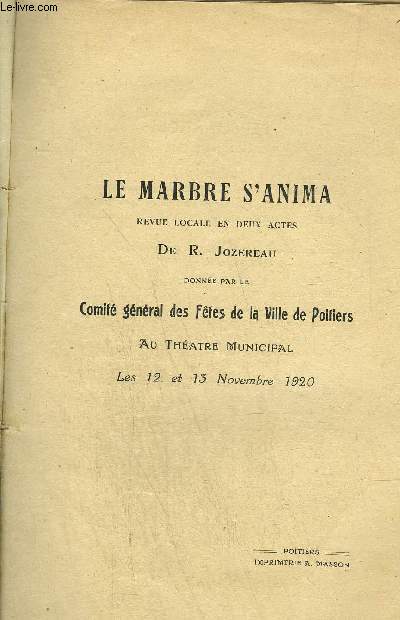 Le-livre.com
LE MARBRE S'ANIMA
REVUE LOCALE EN DEUX ACTES
DE R. JOZEREAU
DONNÉE PAR LE
Comité général des Fêtes de la Ville de Poitiers
AU THÉATRE MUNICIPAL
Les 12 et 13 Novembre 1920
POITIERS
IMPRIMERIE A. MASSON